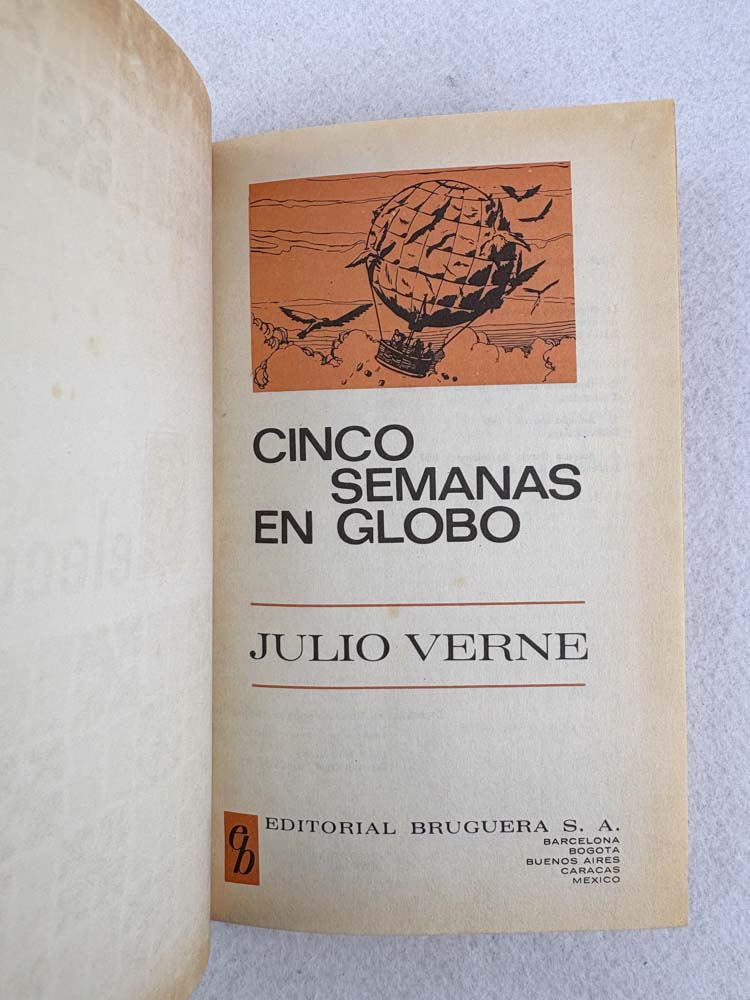 CINCO
SEMANAS
EN GLOBO
JULIO VERNE
eb
EDITORIAL BRUGUERA S. A.
BARCELONA
BOGOTA
BUENOS AIRES
CARACAS
MEXICO